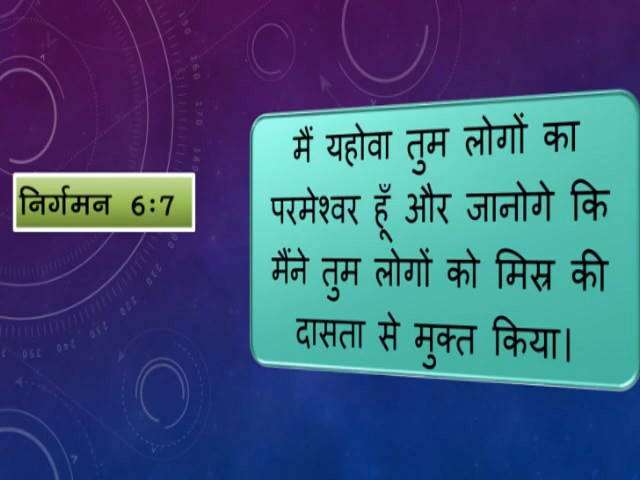 निर्गमन 6:7
मैं यहोवा तुम लोगों का
परमेश्वर हूँ और जानोगे कि
मैंने तुम लोगों को मिस्र की
दासता से मुक्त किया।